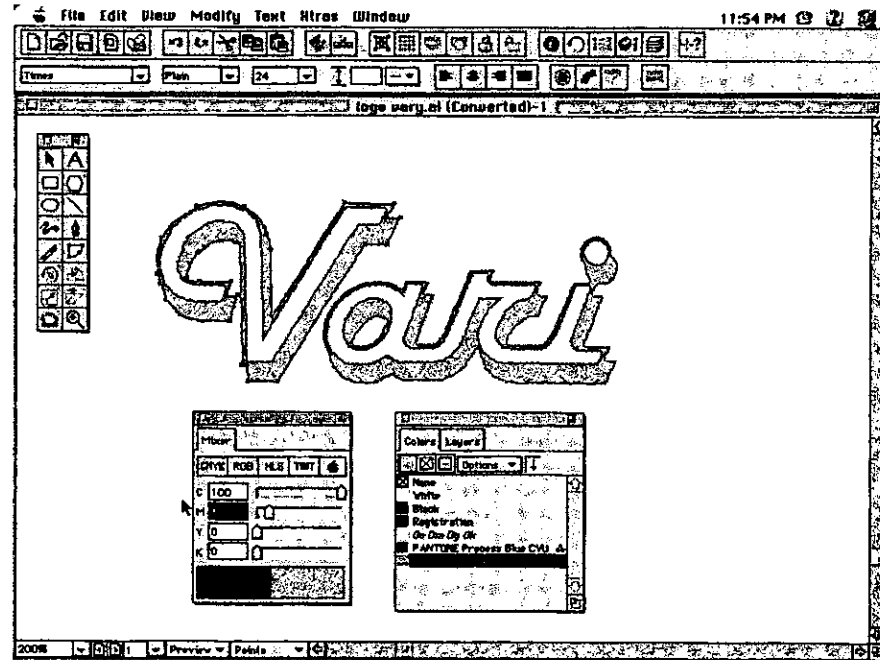 File Edit View Modify Text Xtras Window 11:54 PM
Times Plain 24
logo vary.ai (Converted)-1
Vari
Mixer
CMYK RGB HLS TINT
C 100
M
Y 0
K 0
Colors Layers
Options
None
White
Black
Registration
PANTONE Process Blue CVU
200% 1 Preview Points